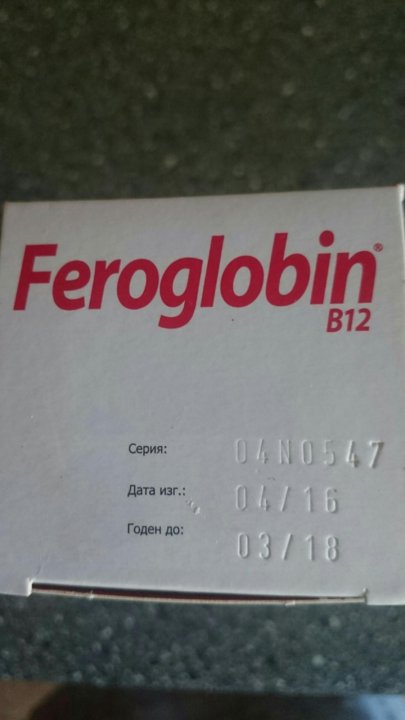 Feroglobin®
B12
Серия: 04N0547
Дата изг.: 04/16
Годен до: 03/18